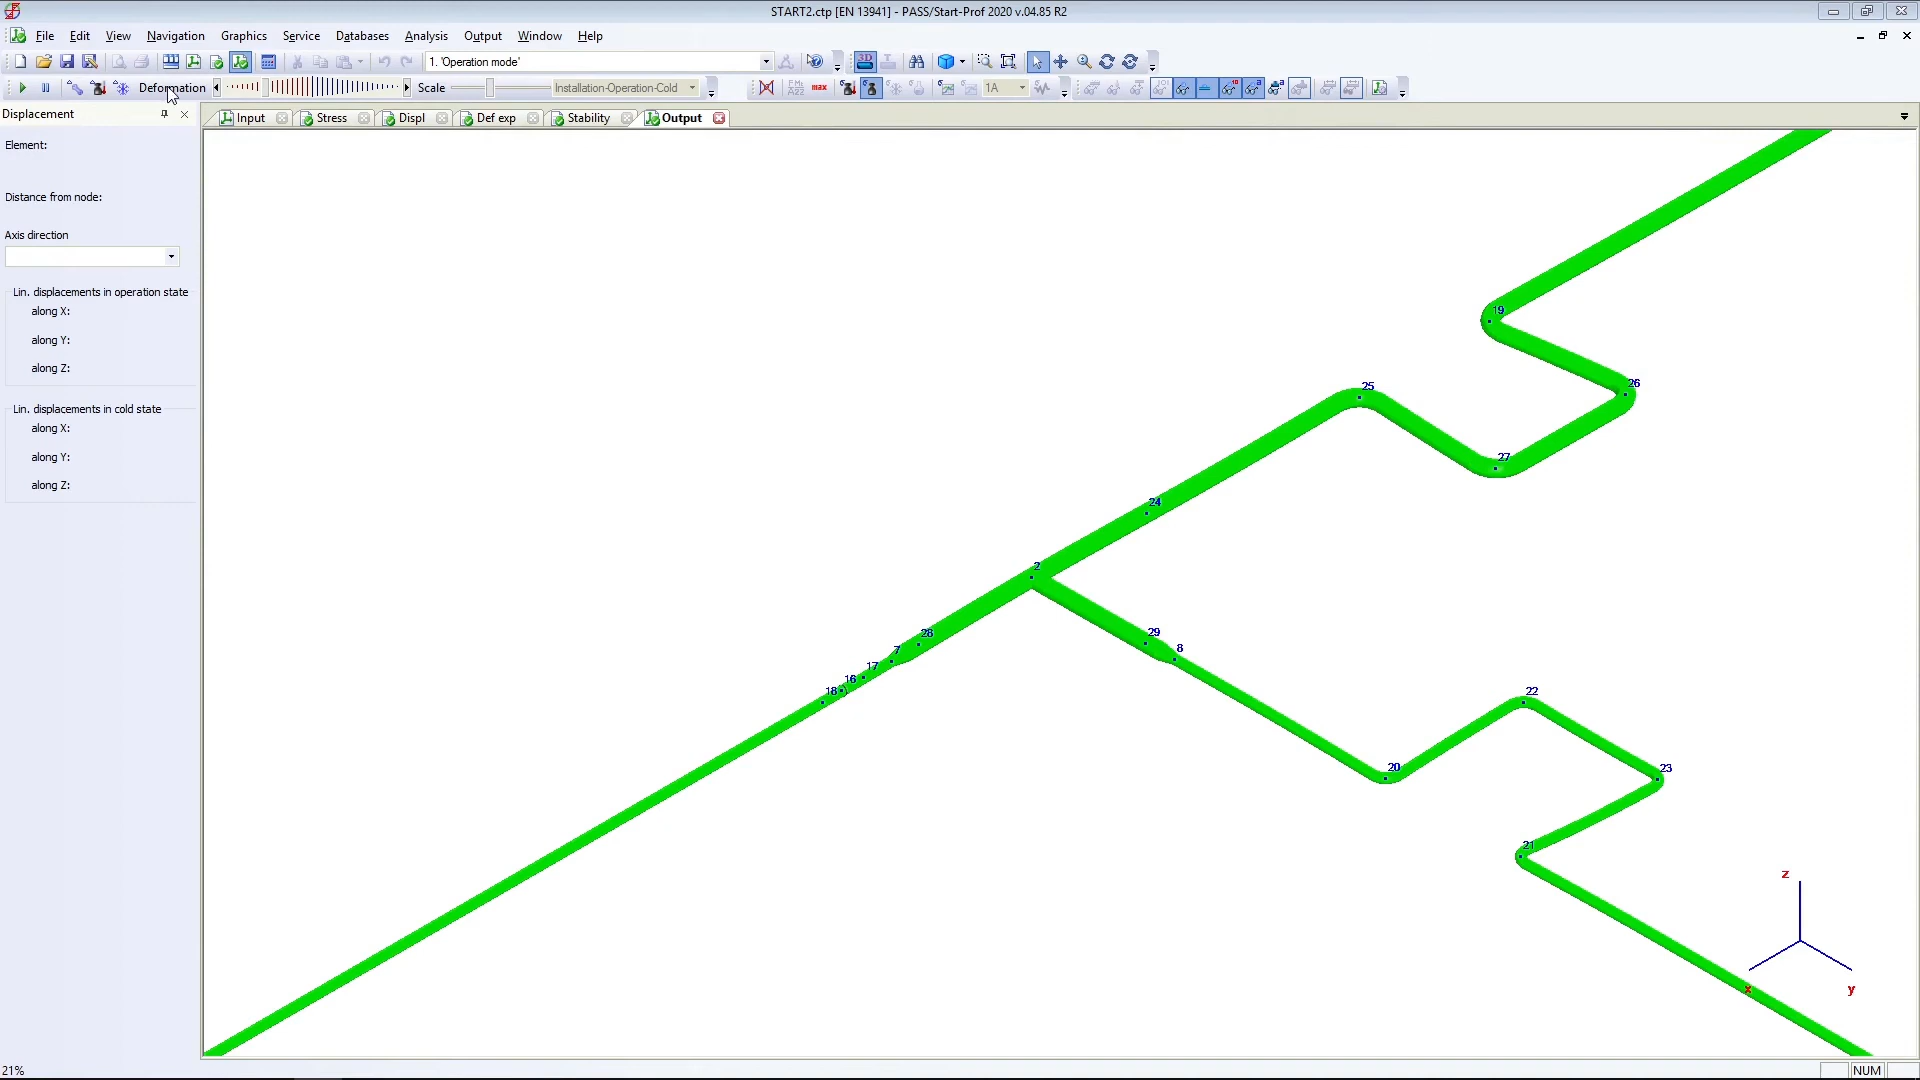 START2.ctp [EN 13941] - PASS/Start-Prof 2020 v.04.85 R2
File Edit View Navigation Graphics Service Databases Analysis Output Window Help
1. 'Operation mode' 3D
Deformation Scale Installation-Operation-Cold max 1A
Displacement
Input Stress Displ Def exp Stability Output
Element:
Distance from node:
Axis direction
Lin. displacements in operation state
along X:
along Y:
along Z:
Lin. displacements in cold state
along X:
along Y:
along Z:
19
26
25
27
24
2
28
29
7
8
17
16
18
22
20
23
21
z
x
y
21%
NUM